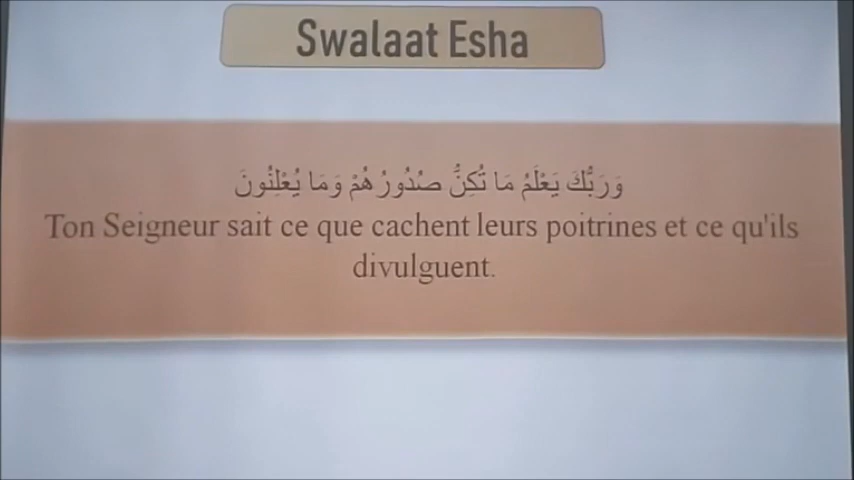 Swalaat Esha
وَرَبُّكَ يَعْلَمُ مَا تُكِنُّ صُدُورُهُمْ وَمَا يُعْلِنُونَ
Ton Seigneur sait ce que cachent leurs poitrines et ce qu'ils
divulguent.